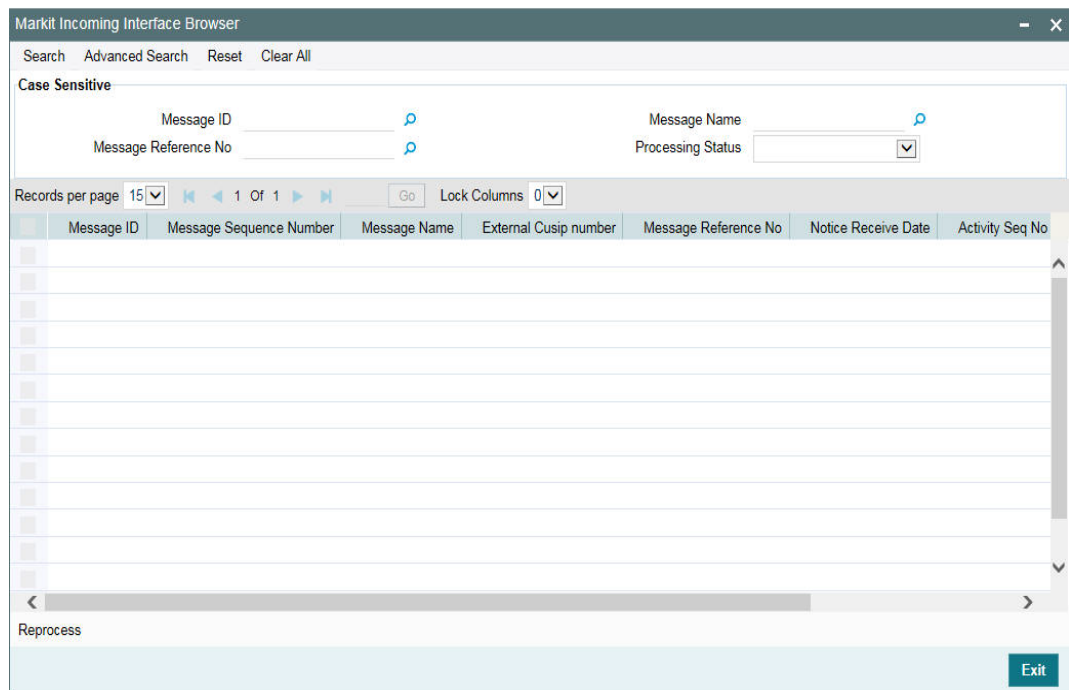 Markit Incoming Interface Browser
Search Advanced Search Reset Clear All
Case Sensitive
Message ID Message Name
Message Reference No Processing Status
Records per page 15 1 Of 1 Go Lock Columns 0
Message ID Message Sequence Number Message Name External Cusip number Message Reference No Notice Receive Date Activity Seq No
Reprocess
Exit